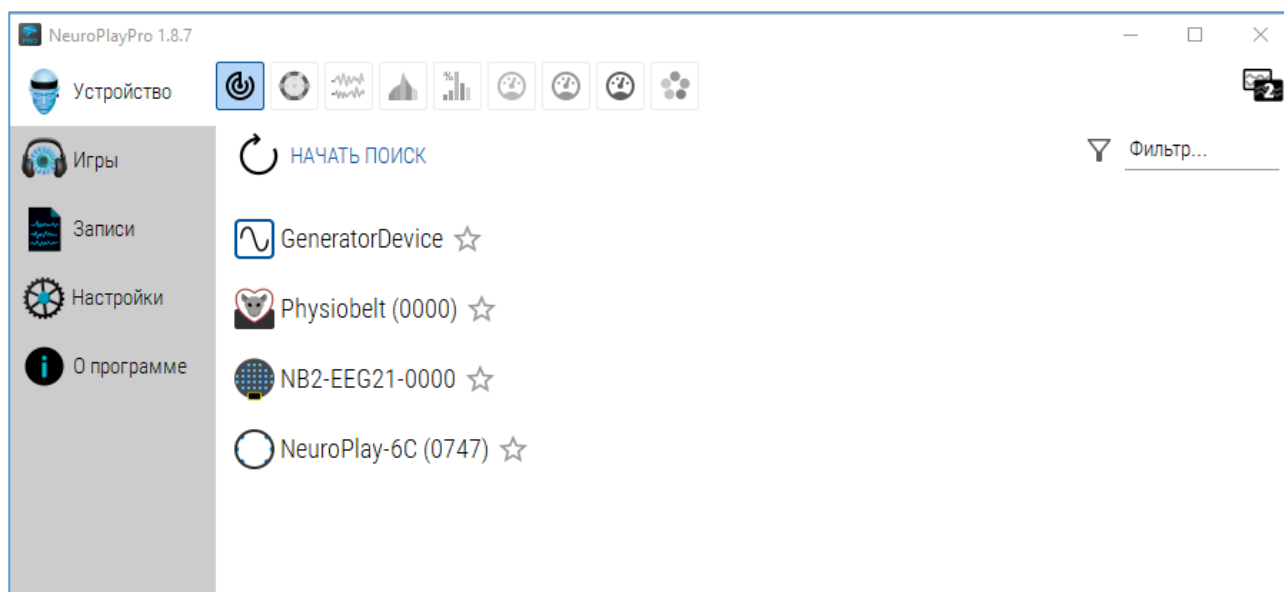 NeuroPlayPro 1.8.7
Устройство
Игры
Записи
Настройки
О программе
%
2
НАЧАТЬ ПОИСК
Фильтр...
GeneratorDevice
Physiobelt (0000)
NB2-EEG21-0000
NeuroPlay-6C (0747)